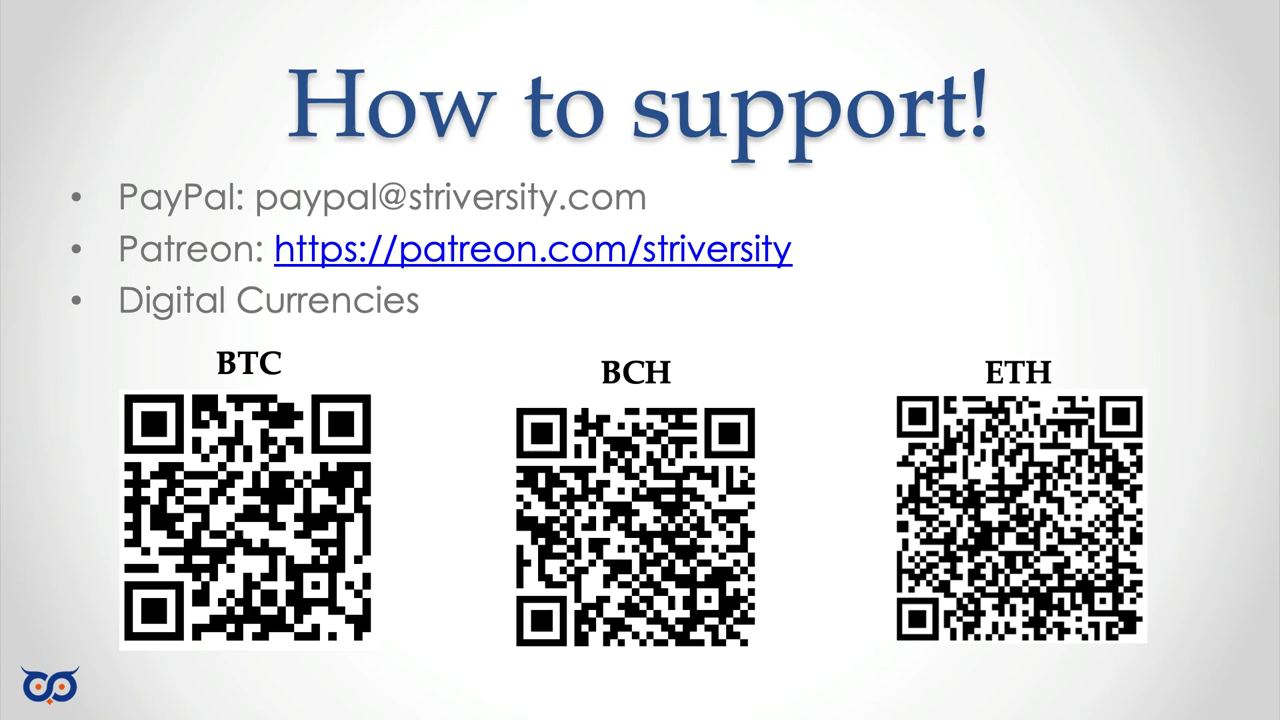 How to support!
• PayPal: paypal@striversity.com
• Patreon: https://patreon.com/striversity
• Digital Currencies
BTC
BCH
ETH